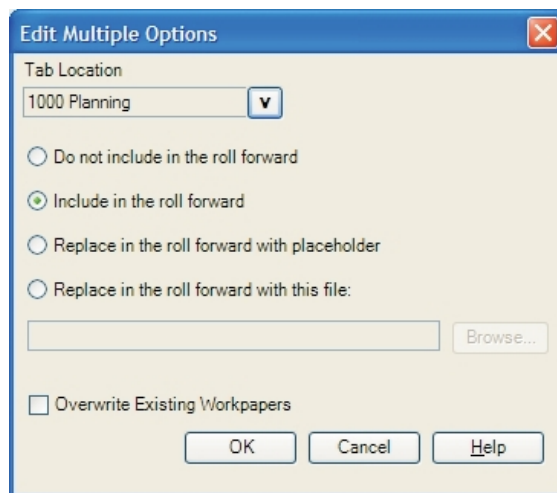 Edit Multiple Options
Tab Location
1000 Planning
v
Do not include in the roll forward
Include in the roll forward
Replace in the roll forward with placeholder
Replace in the roll forward with this file:
Browse...
Overwrite Existing Workpapers
OK Cancel Help